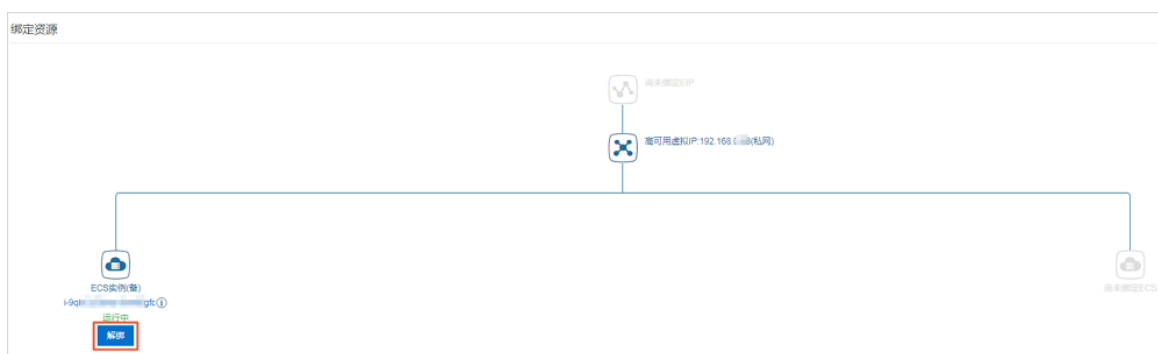 绑定资源
尚未绑定EIP
高可用虚拟IP:192.168.(私网)
ECS实例(备)
i-9q gfc
运行中
解绑
尚未绑定ECS